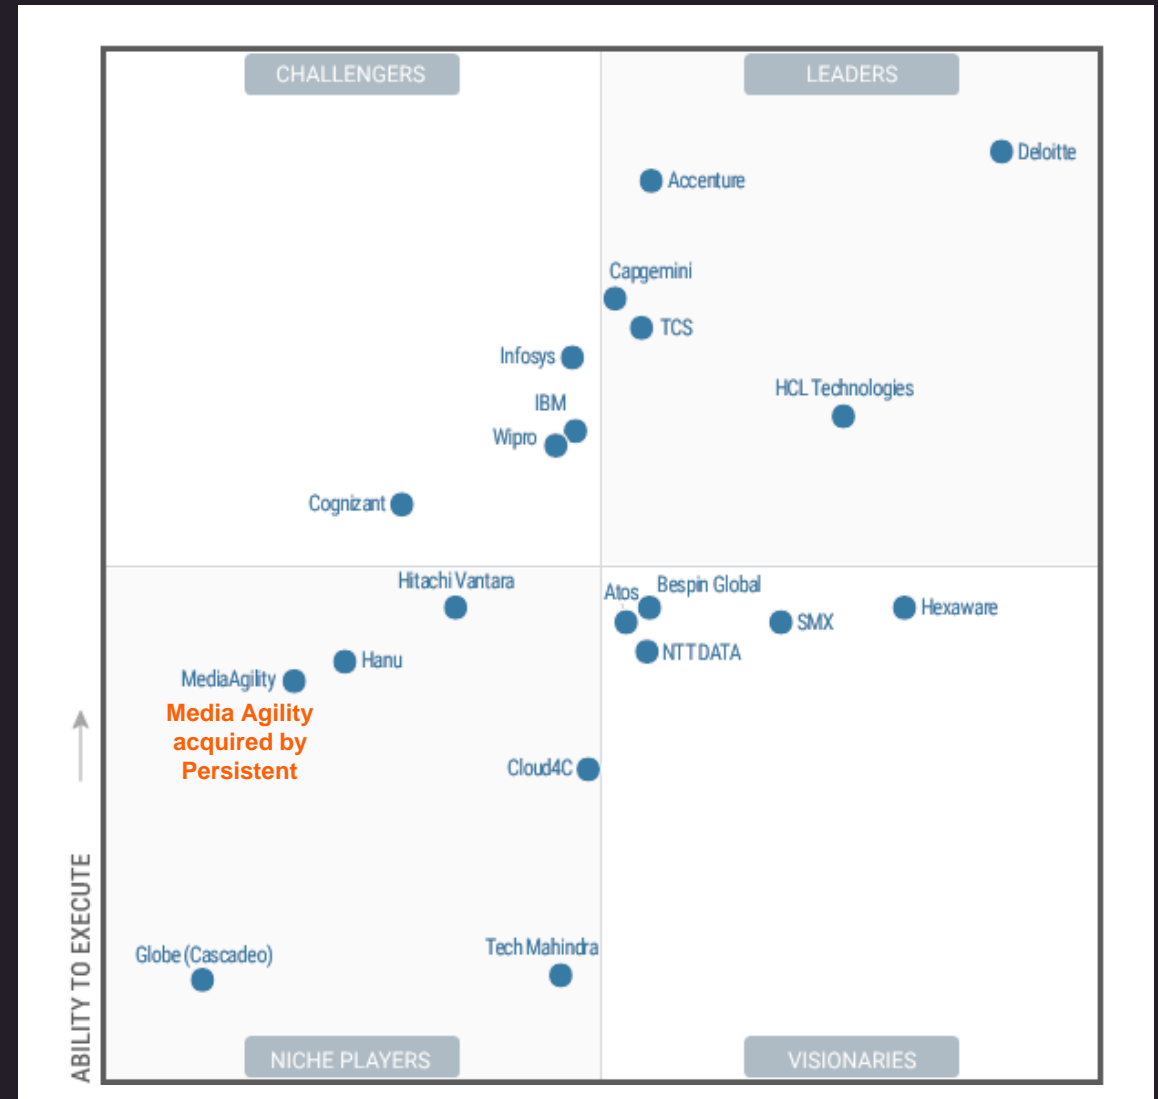 CHALLENGERS
LEADERS
Deloitte
Accenture
Capgemini
TCS
Infosys
HCL Technologies
IBM
Wipro
Cognizant
Hitachi Vantara
Atos
Bespin Global
Hexaware
SMX
NTT DATA
Hanu
MediaAgility
Media Agility
acquired by
Persistent
Cloud4C
Tech Mahindra
Globe (Cascadeo)
ABILITY TO EXECUTE
NICHE PLAYERS
VISIONARIES